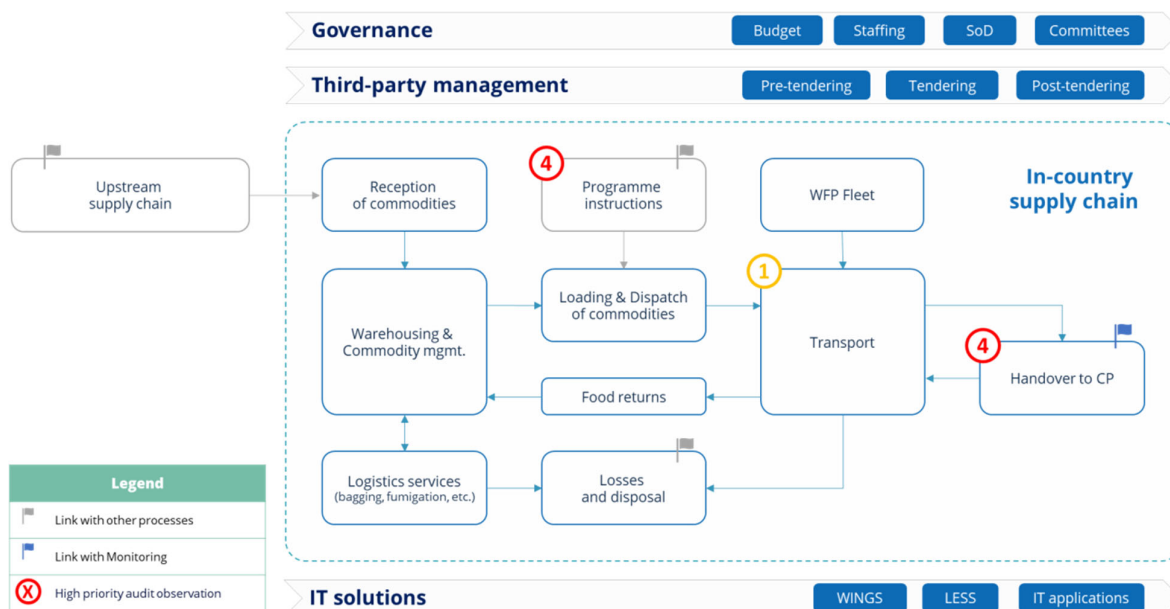 Governance
Budget
Staffing
SoD
Committees
Third-party management
Pre-tendering
Tendering
Post-tendering
In-country
supply chain
Upstream
supply chain
Reception
of commodities
4
Programme
instructions
WFP Fleet
Warehousing &
Commodity mgmt.
Loading & Dispatch
of commodities
1
Transport
4
Handover to CP
Food returns
Logistics services
(bagging, fumigation, etc.)
Losses
and disposal
Legend
Link with other processes
Link with Monitoring
X
High priority audit observation
IT solutions
WINGS
LESS
IT applications